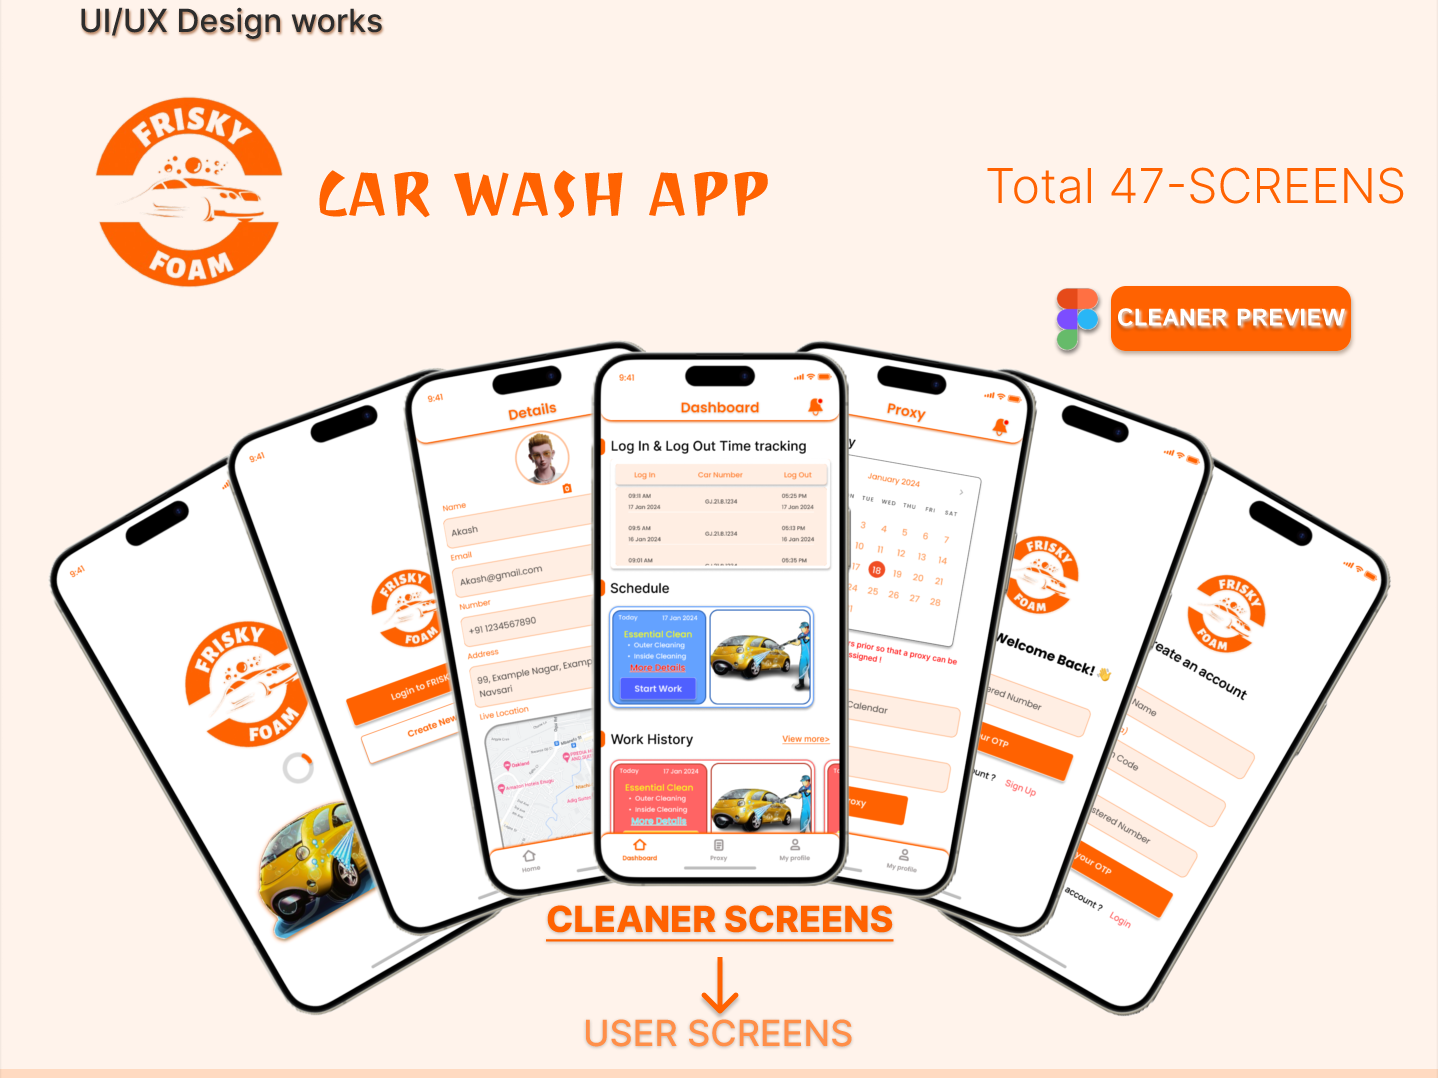 UI/UX Design works
FRISKY
FOAM
CAR WASH APP
Total 47-SCREENS
CLEANER PREVIEW
9:41
FRISKY
FOAM
9:41
FRISKY
FOAM
Login to FRISK
Create New
9:41
Details
Name
Akash
Email
Akash@gmail.com
Number
+91 1234567890
Address
99, Example Nagar, Examp
Navsari
Live Location
Oakland
Home
9:41
Dashboard
Log In & Log Out Time tracking
Log In Car Number Log Out
09:11 AM 05:25 PM
GJ.21.B.1234
17 Jan 2024 17 Jan 2024
09:5 AM 05:13 PM
GJ.21.B.1234
16 Jan 2024 16 Jan 2024
09:01 AM 05:35 PM
Schedule
Today 17 Jan 2024
Essential Clean
• Outer Cleaning
• Inside Cleaning
More Details
Start Work
Work History View more>
Today 17 Jan 2024
Essential Clean
• Outer Cleaning
• Inside Cleaning
More Details
Dashboard Proxy My profile
Proxy
y
January 2024 >
N TUE WED THU FRI SAT
3 4 5 6 7
10 11 12 13 14
17 18 19 20 21
24 25 26 27 28
31
rs prior so that a proxy can be
ssigned !
Calendar
roxy
My profile
FRISKY
FOAM
Welcome Back! 👋
ered Number
our OTP
unt ? Sign Up
FRISKY
FOAM
reate an account
Name
n Code
stered Number
your OTP
account ? Login
CLEANER SCREENS
USER SCREENS